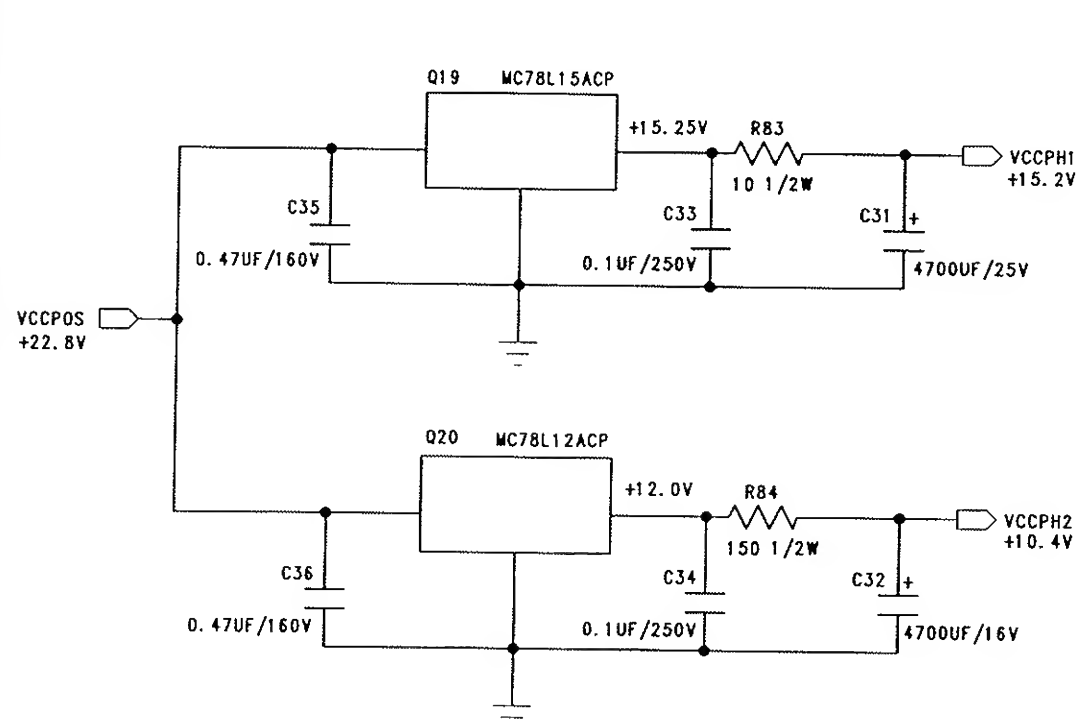 Q19 MC78L15ACP
+15.25V
R83
10 1/2W
VCCPH1
+15.2V
C35
0.47UF/160V
C33
0.1UF/250V
C31 +
4700UF/25V
VCCPOS
+22.8V
Q20 MC78L12ACP
+12.0V
R84
150 1/2W
VCCPH2
+10.4V
C36
0.47UF/160V
C34
0.1UF/250V
C32 +
4700UF/16V